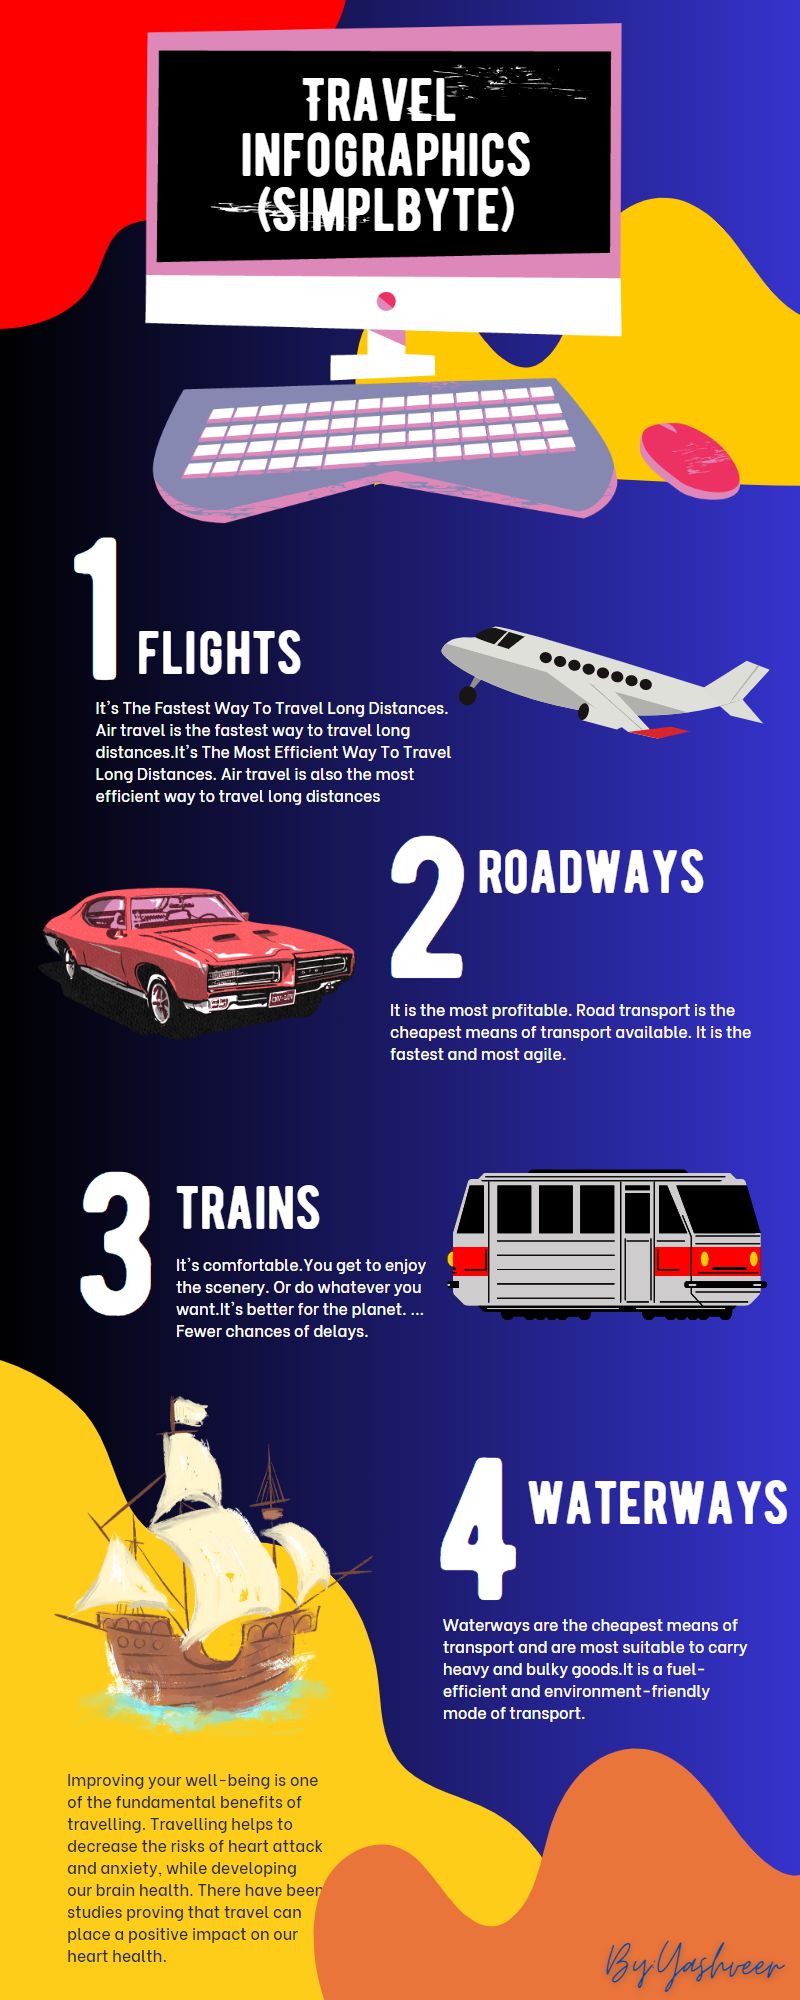 TRAVEL
INFOGRAPHICS
(SIMPLBYTE)
1
FLIGHTS
It's The Fastest Way To Travel Long Distances.
Air travel is the fastest way to travel long
distances.It's The Most Efficient Way To Travel
Long Distances. Air travel is also the most
efficient way to travel long distances
2
ROADWAYS
It is the most profitable. Road transport is the
cheapest means of transport available. It is the
fastest and most agile.
3
TRAINS
It's comfortable.You get to enjoy
the scenery. Or do whatever you
want.It's better for the planet. ...
Fewer chances of delays.
4
WATERWAYS
Waterways are the cheapest means of
transport and are most suitable to carry
heavy and bulky goods.It is a fuel-
efficient and environment-friendly
mode of transport.
Improving your well-being is one
of the fundamental benefits of
travelling. Travelling helps to
decrease the risks of heart attack
and anxiety, while developing
our brain health. There have been
studies proving that travel can
place a positive impact on our
heart health.
By:Yashveer